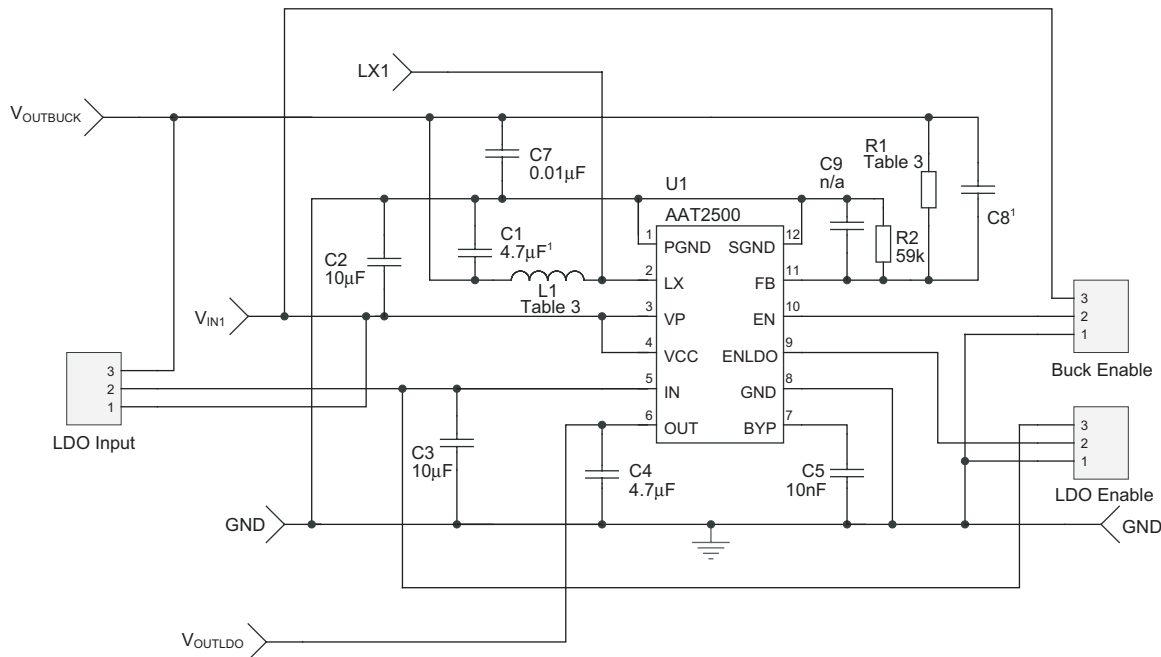 LX1
VOUTBUCK
C7
0.01μF
R1
Table 3
C9
n/a
U1
AAT2500
C8¹
C1
4.7μF¹
C2
10μF
R2
59k
1 PGND SGND 12
2 LX FB 11
3 VP EN 10
4 VCC ENLDO 9
5 IN GND 8
6 OUT BYP 7
L1
Table 3
VIN1
3
2
1
Buck Enable
3
2
1
LDO Input
3
2
1
LDO Enable
C3
10μF
C4
4.7μF
C5
10nF
GND
GND
VOUTLDO